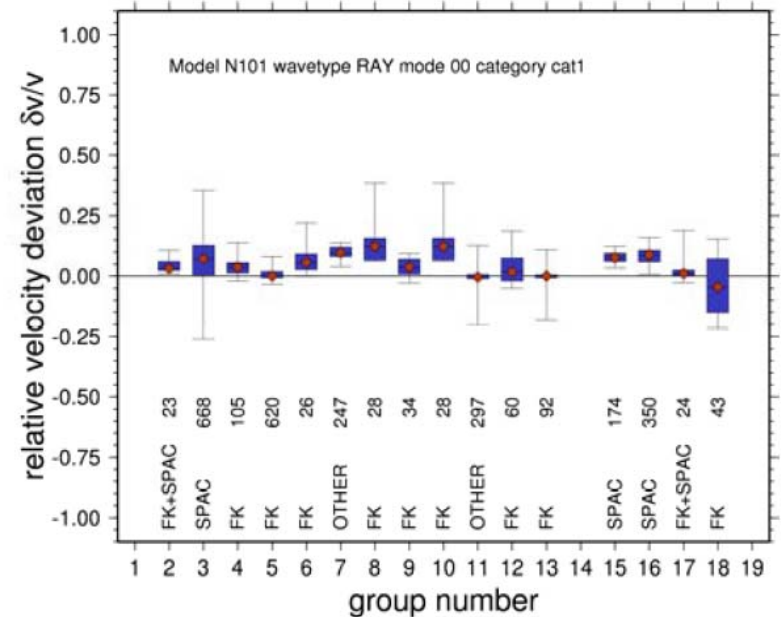 relative velocity deviation δv/v
1.00
0.75
0.50
0.25
0.00
-0.25
-0.50
-0.75
-1.00
Model N101 wavetype RAY mode 00 category cat1
23 668 105 620 26 247 28 34 28 297 60 92 174 350 24 43
FK+SPAC SPAC FK FK FK OTHER FK FK FK OTHER FK FK SPAC SPAC FK+SPAC FK
1 2 3 4 5 6 7 8 9 10 11 12 13 14 15 16 17 18 19
group number